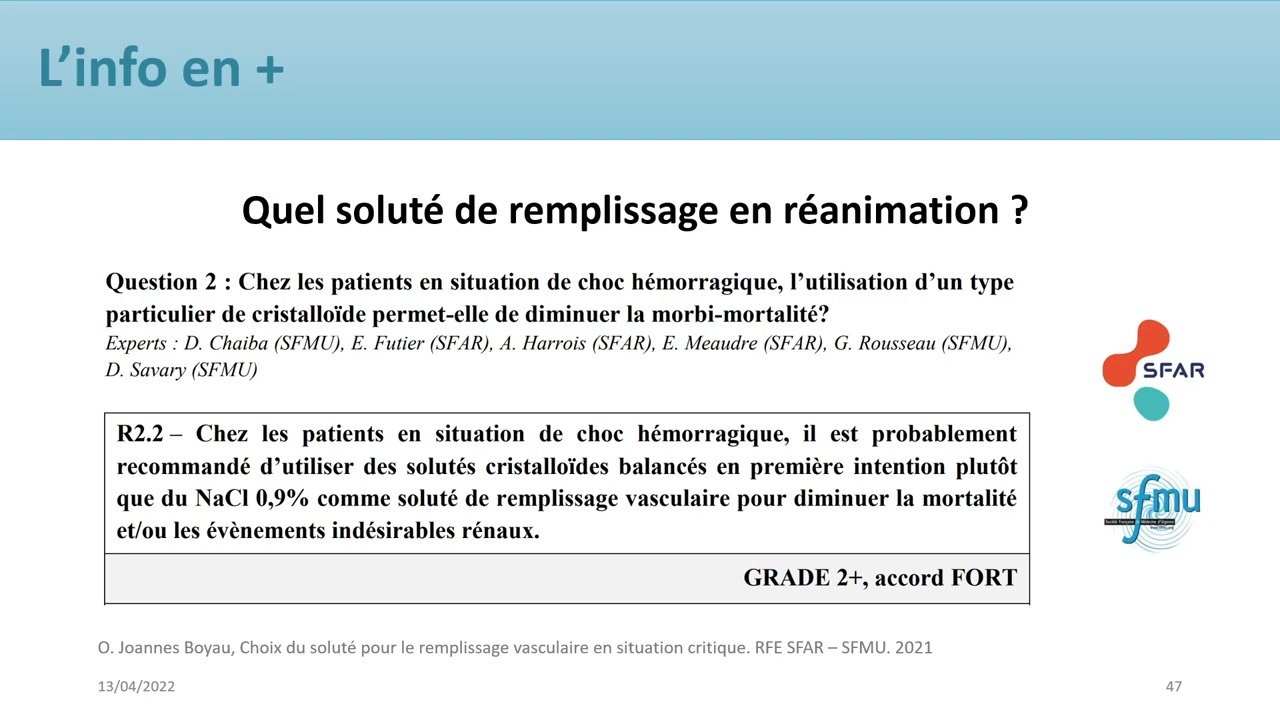 L’info en +
Quel soluté de remplissage en réanimation ?
Question 2 : Chez les patients en situation de choc hémorragique, l’utilisation d’un type
particulier de cristalloïde permet-elle de diminuer la morbi-mortalité?
Experts : D. Chaiba (SFMU), E. Futier (SFAR), A. Harrois (SFAR), E. Meaudre (SFAR), G. Rousseau (SFMU),
D. Savary (SFMU)
SFAR
R2.2 – Chez les patients en situation de choc hémorragique, il est probablement
recommandé d’utiliser des solutés cristalloïdes balancés en première intention plutôt
que du NaCl 0,9% comme soluté de remplissage vasculaire pour diminuer la mortalité
et/ou les évènements indésirables rénaux.
GRADE 2+, accord FORT
sfmu
Société Française de Médecine d’Urgence
O. Joannes Boyau, Choix du soluté pour le remplissage vasculaire en situation critique. RFE SFAR – SFMU. 2021
13/04/2022
47